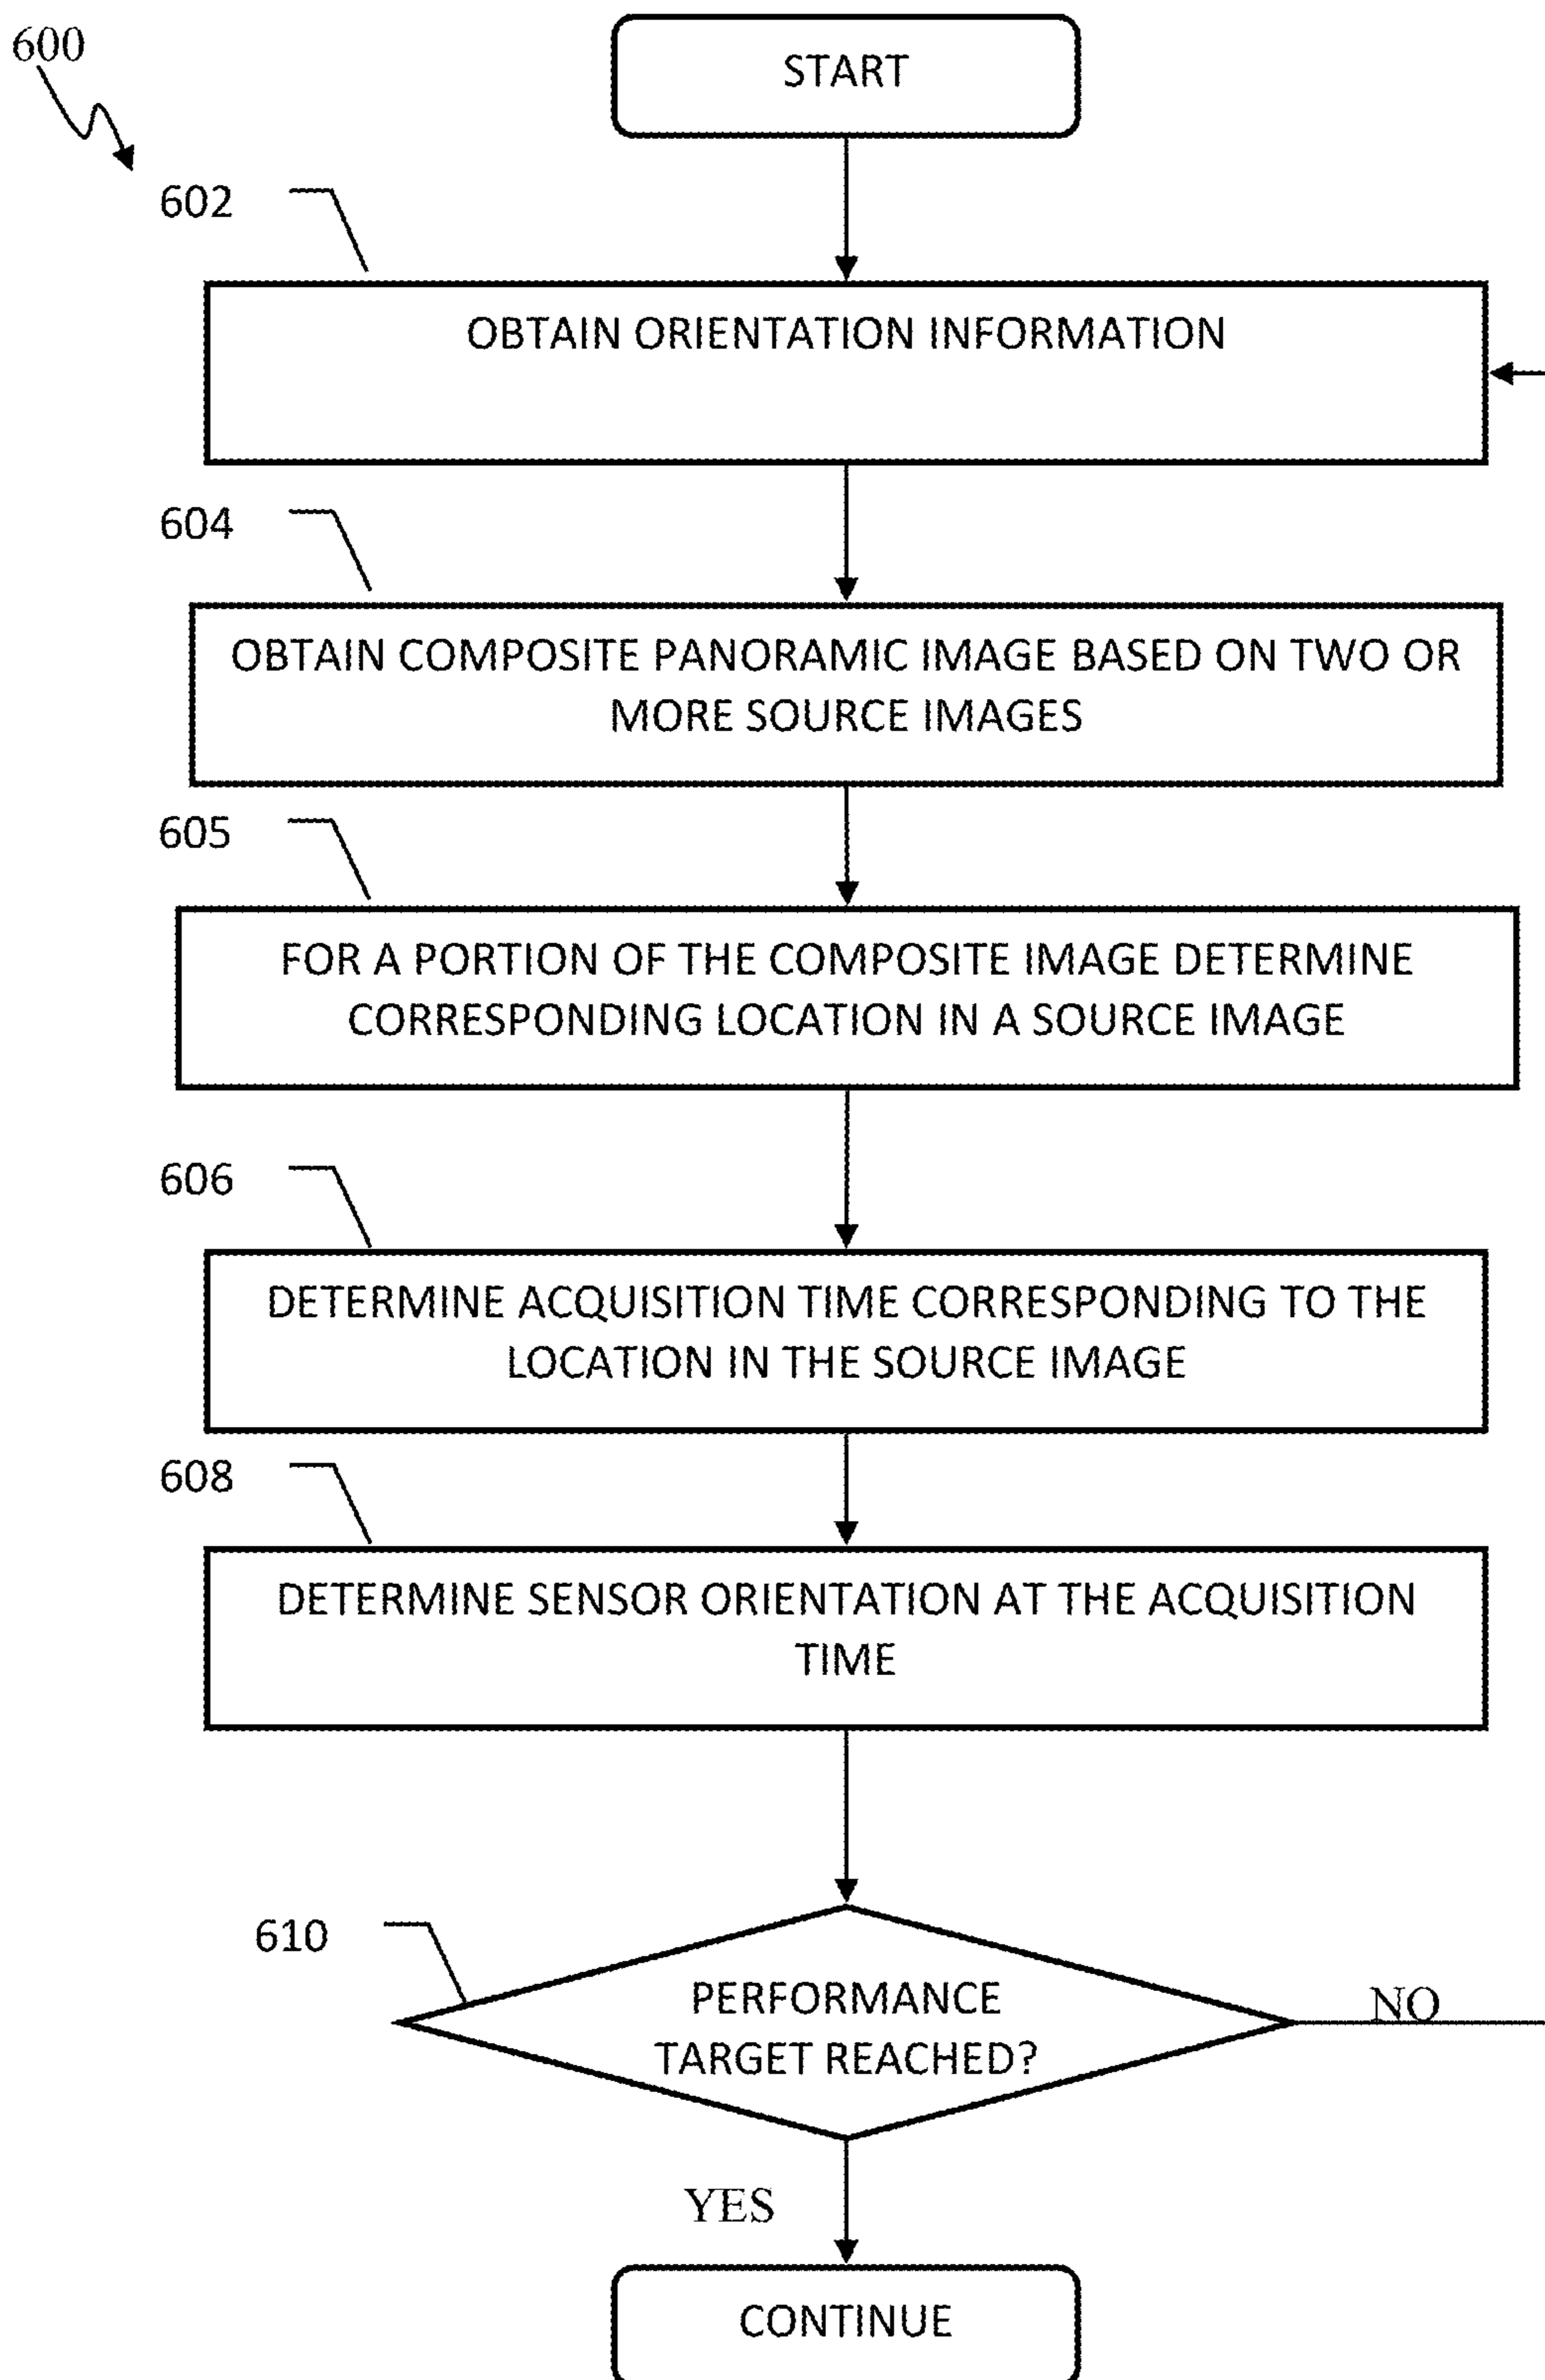 600
START
602
OBTAIN ORIENTATION INFORMATION
604
OBTAIN COMPOSITE PANORAMIC IMAGE BASED ON TWO OR
MORE SOURCE IMAGES
605
FOR A PORTION OF THE COMPOSITE IMAGE DETERMINE
CORRESPONDING LOCATION IN A SOURCE IMAGE
606
DETERMINE ACQUISITION TIME CORRESPONDING TO THE
LOCATION IN THE SOURCE IMAGE
608
DETERMINE SENSOR ORIENTATION AT THE ACQUISITION
TIME
610
PERFORMANCE
TARGET REACHED?
NO
YES
CONTINUE